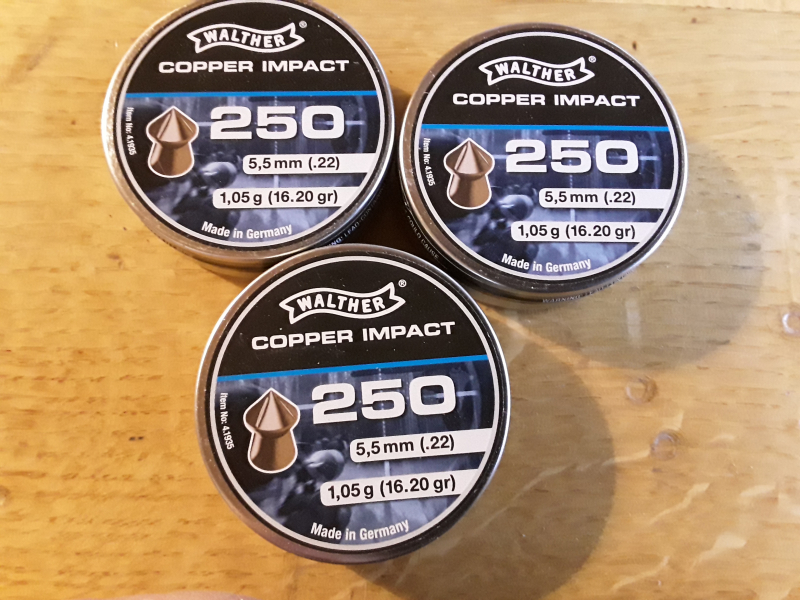 WALTHER®
COPPER IMPACT
250
5,5 mm (.22)
1,05 g (16.20 gr)
Made in Germany
Item No: 4.1935
WALTHER®
COPPER IMPACT
250
5,5 mm (.22)
1,05 g (16.20 gr)
Made in Germany
Item No: 4.1935
COULD CAUSE
WALTHER®
COPPER IMPACT
250
5,5 mm (.22)
1,05 g (16.20 gr)
Made in Germany
Item No: 4.1935